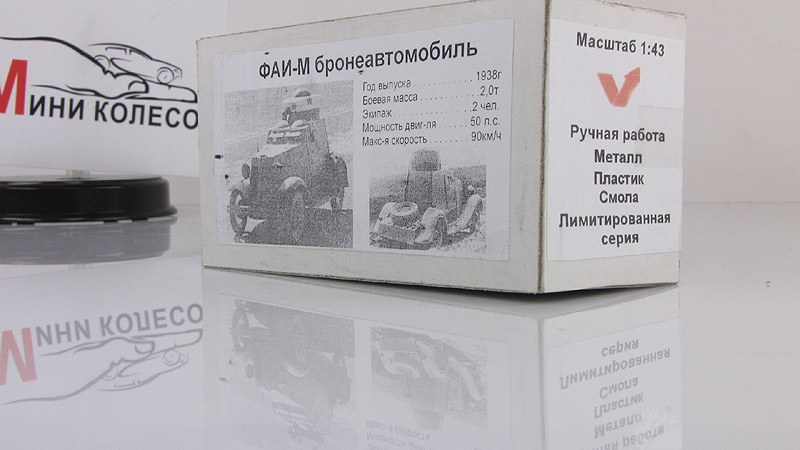 Мини колесо
ФАИ-М бронеавтомобиль
Год выпуска . . . . . . . . . . . . 1938г
Боевая масса . . . . . . . . . . . 2,0т
Экипаж . . . . . . . . . . . . . . . 2 чел.
Мощность двиг-ля . . . . . . 50 л.с.
Макс-я скорость . . . . . . . . 90км/ч
Масштаб 1:43
Ручная работа
Металл
Пластик
Смола
Лимитированная
серия